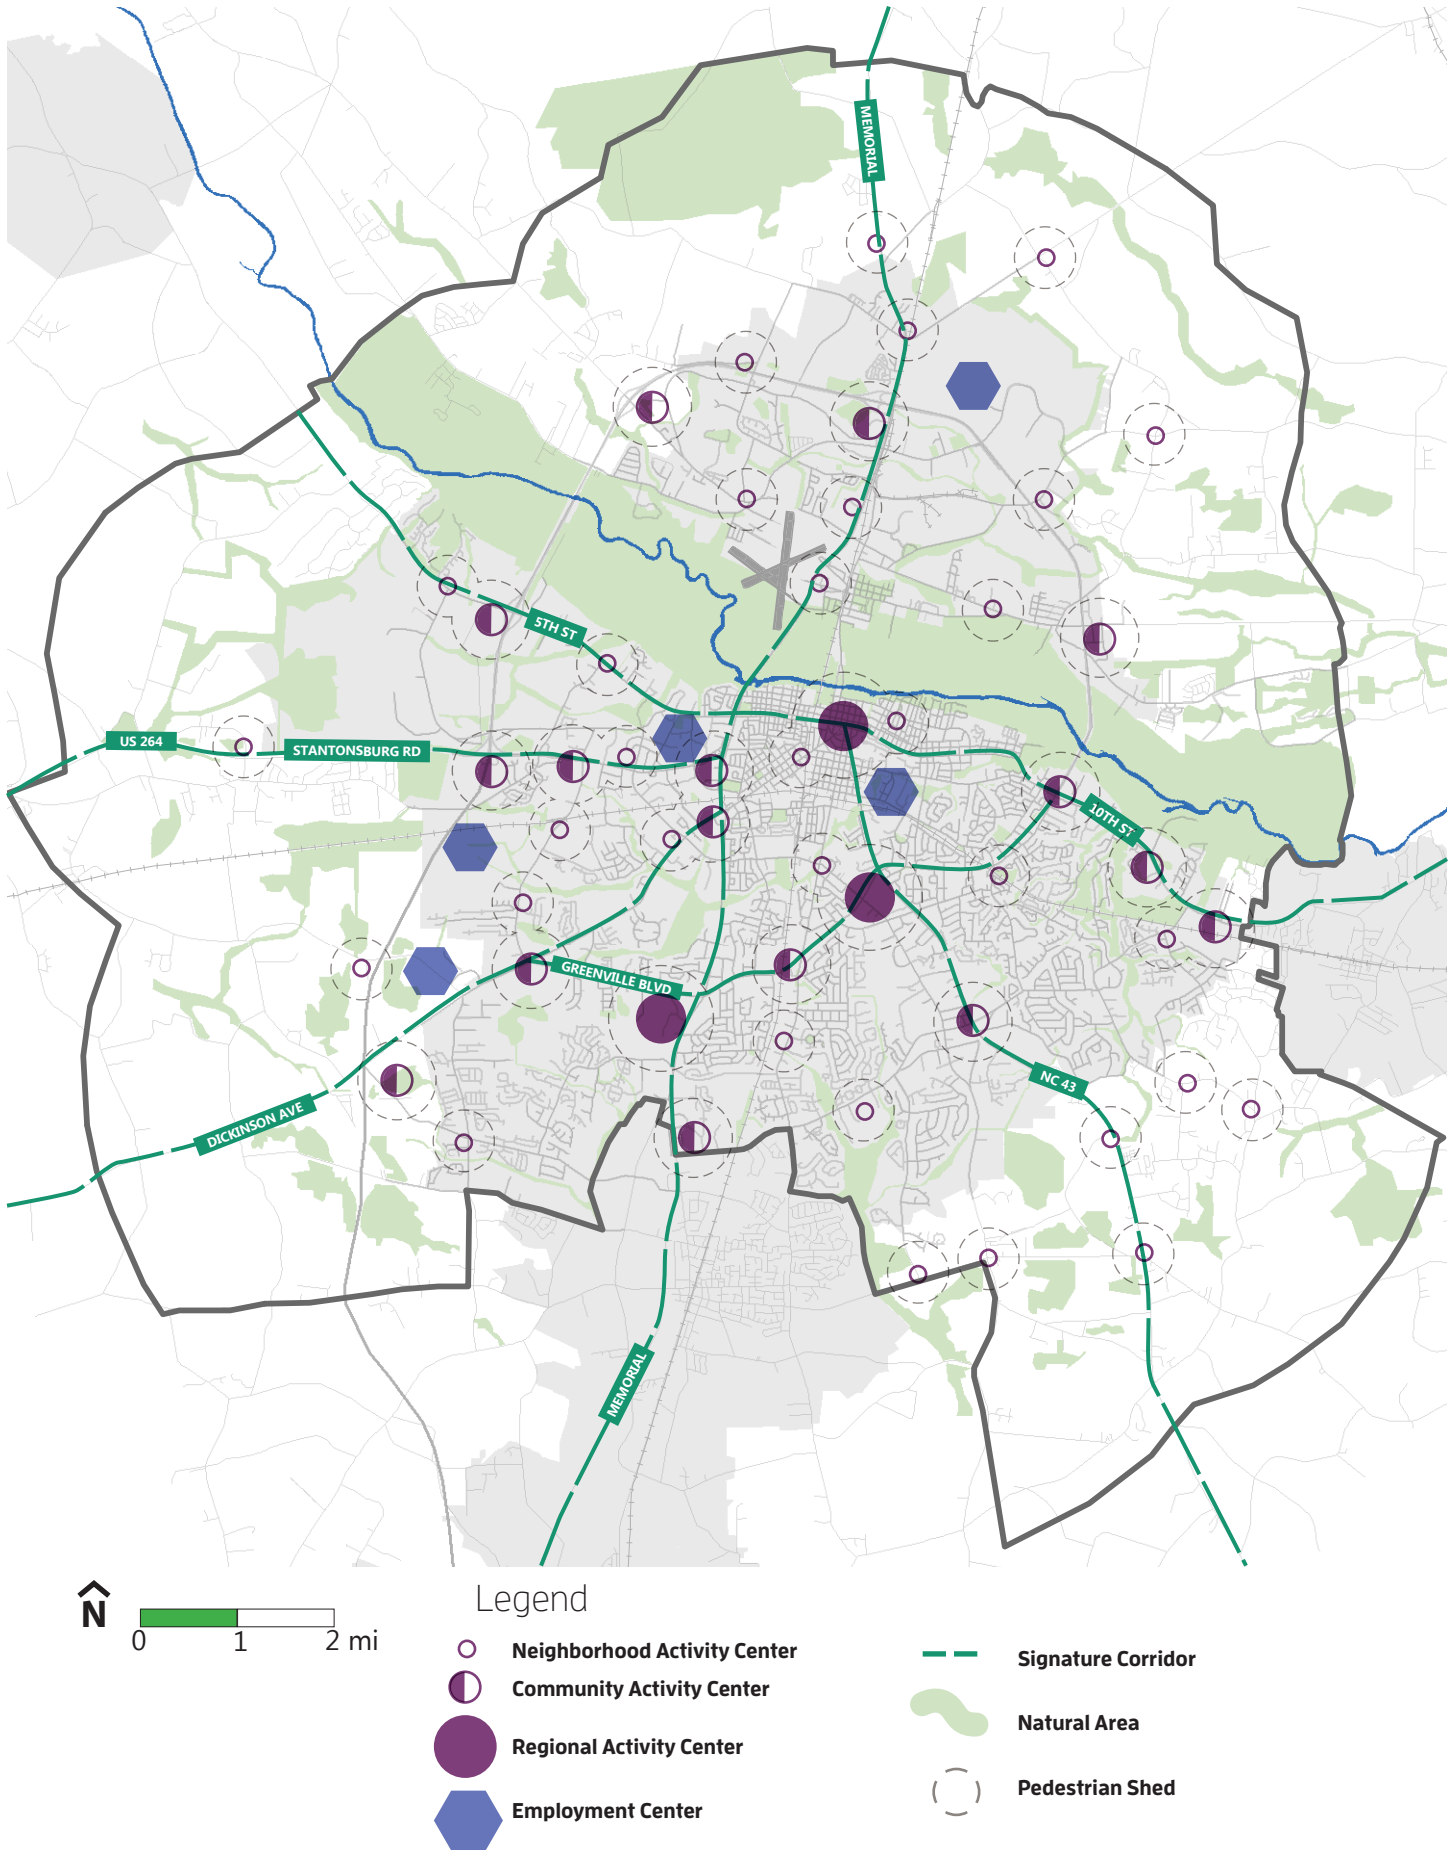 MEMORIAL
5TH ST
US 264
STANTONSBURG RD
10TH ST
GREENVILLE BLVD
NC 43
DICKINSON AVE
MEMORIAL
N
0 1 2 mi
Legend
Neighborhood Activity Center
Community Activity Center
Regional Activity Center
Employment Center
Signature Corridor
Natural Area
Pedestrian Shed